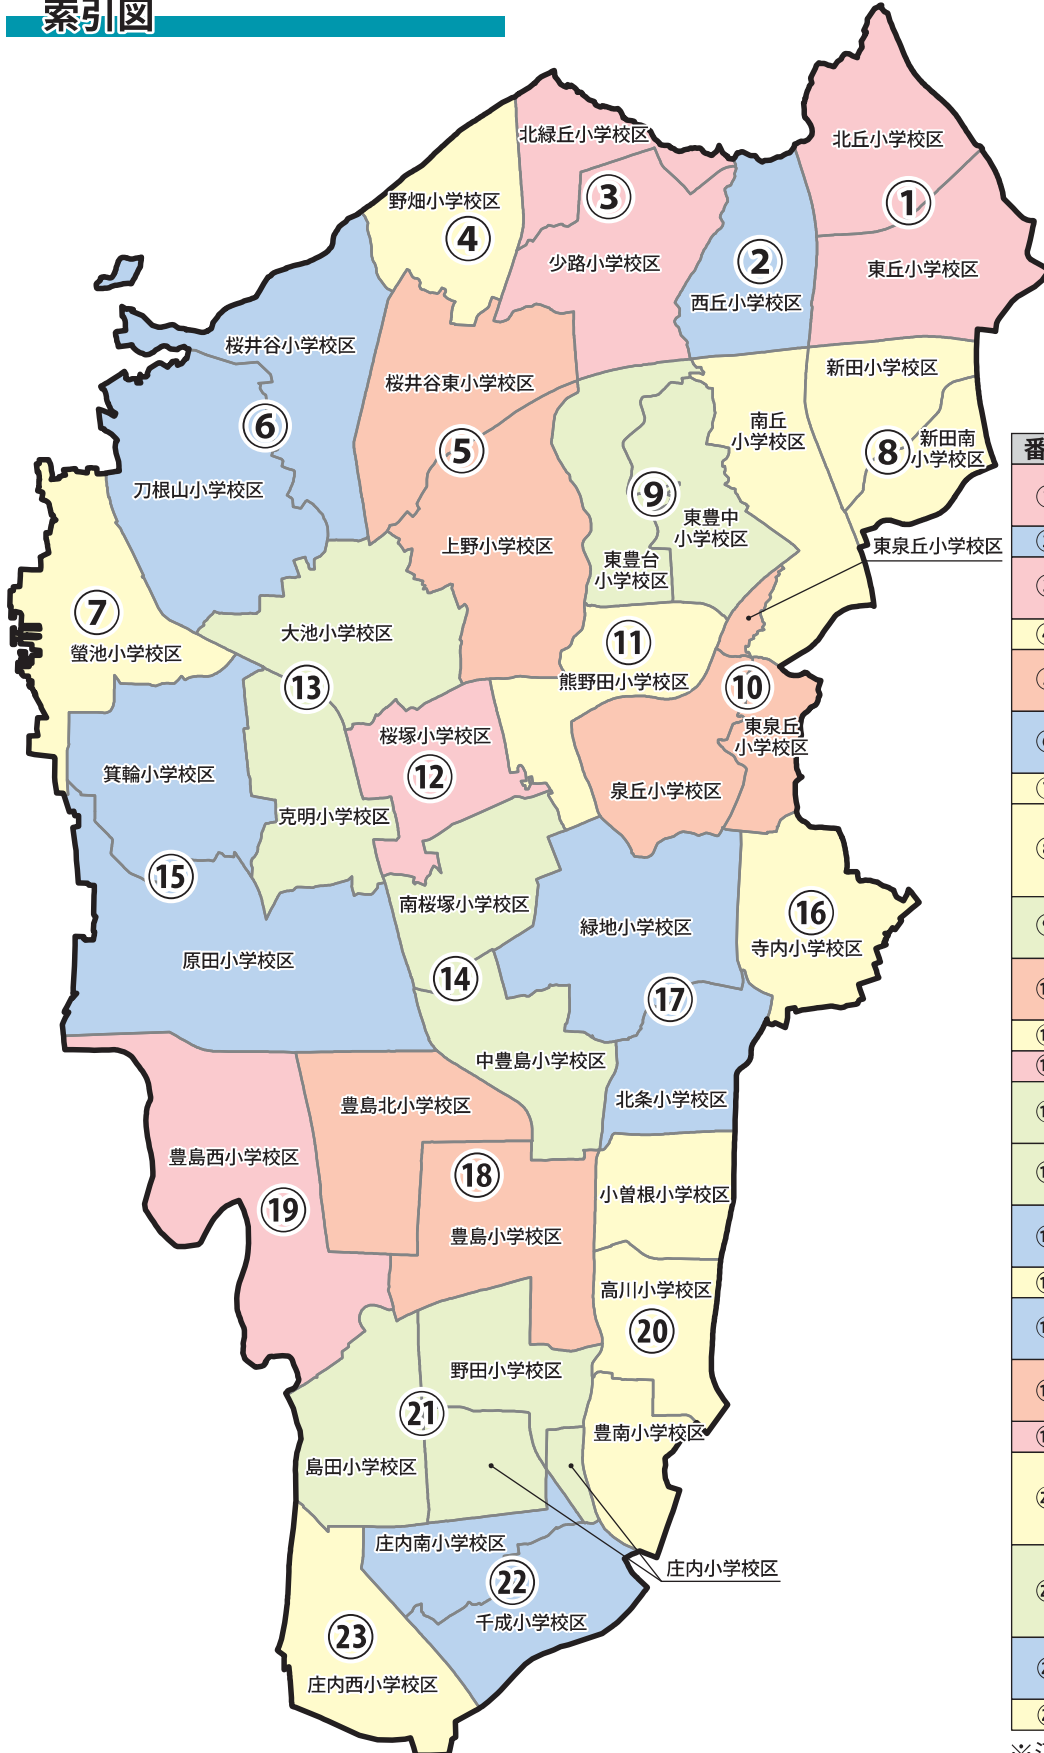 索引図
北緑丘小学校区
北丘小学校区
野畑小学校区
③
①
④
少路小学校区
②
東丘小学校区
西丘小学校区
桜井谷小学校区
新田小学校区
桜井谷東小学校区
南丘
小学校区
⑥
⑤
⑧
新田南
小学校区
番
刀根山小学校区
⑨
東豊中
小学校区
上野小学校区
東泉丘小学校区
東豊台
小学校区
⑦
大池小学校区
⑪
螢池小学校区
熊野田小学校区
⑬
⑩
桜塚小学校区
東泉丘
小学校区
箕輪小学校区
⑫
泉丘小学校区
克明小学校区
⑮
南桜塚小学校区
⑯
緑地小学校区
寺内小学校区
原田小学校区
⑭
⑰
中豊島小学校区
北条小学校区
豊島北小学校区
豊島西小学校区
⑱
小曽根小学校区
⑲
豊島小学校区
高川小学校区
⑳
野田小学校区
㉑
豊南小学校区
島田小学校区
庄内南小学校区
庄内小学校区
㉒
千成小学校区
㉓
庄内西小学校区